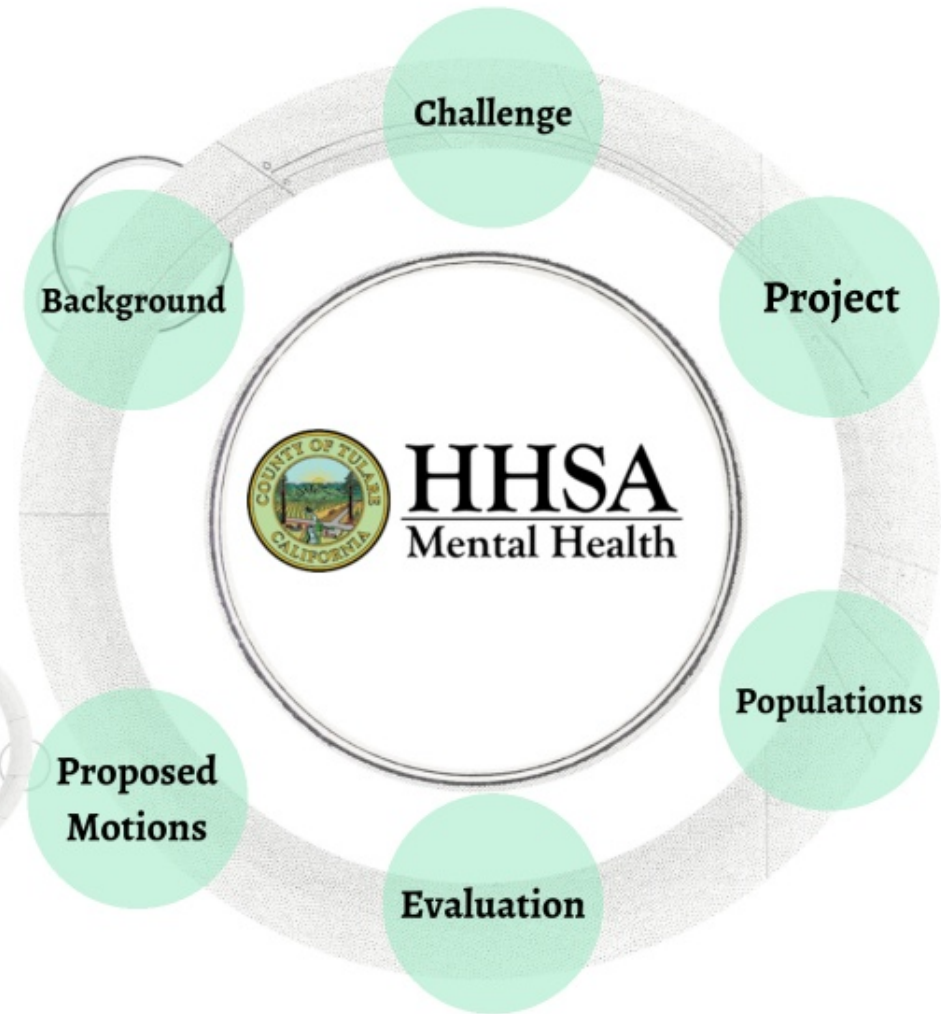 Challenge
Background
Project
COUNTY OF TULARE
CALIFORNIA
HHSA
Mental Health
Populations
Proposed
Motions
Evaluation